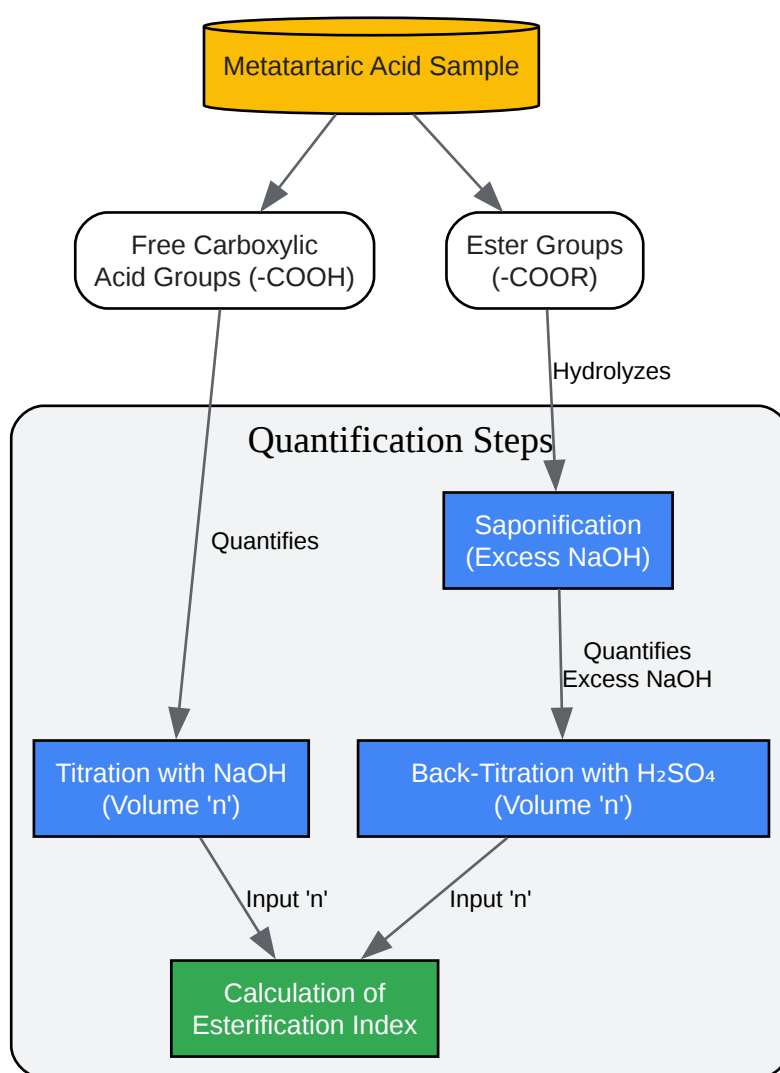 Metatartaric Acid Sample
Free Carboxylic
Acid Groups (-COOH)
Ester Groups
(-COOR)
Hydrolyzes
Quantification Steps
Saponification
(Excess NaOH)
Quantifies
Quantifies
Excess NaOH
Titration with NaOH
(Volume 'n')
Back-Titration with H₂SO₄
(Volume 'n')
Input 'n'
Input 'n'
Calculation of
Esterification Index